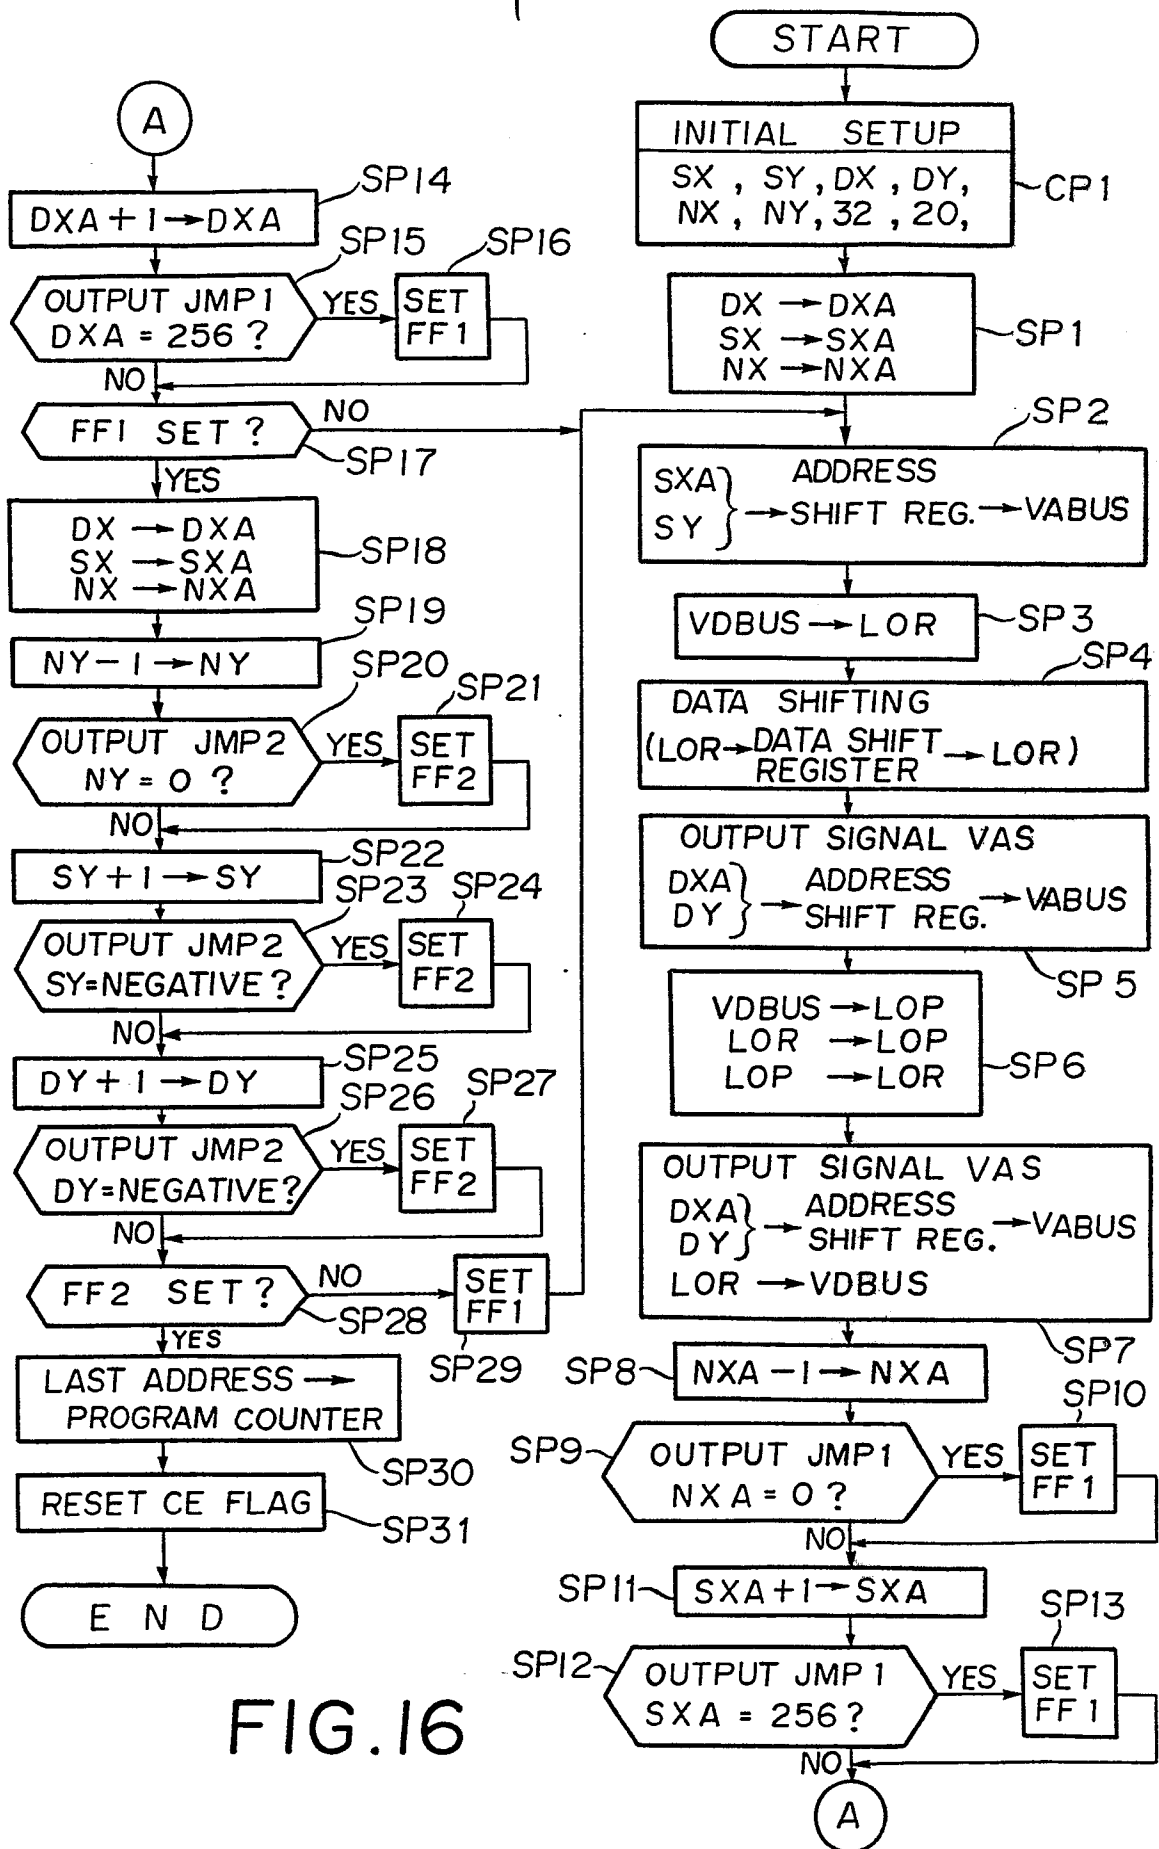 START
INITIAL SETUP
SX , SY , DX , DY,
NX , NY , 32 , 20,
CP1
DX → DXA
SX → SXA
NX → NXA
SP1
SP2
SXA
SY
} → ADDRESS
SHIFT REG. → VABUS
VDBUS → LOR
SP3
SP4
DATA SHIFTING
(LOR → DATA SHIFT
REGISTER → LOR)
OUTPUT SIGNAL VAS
DXA
DY
} → ADDRESS
SHIFT REG. → VABUS
SP5
VDBUS → LOP
LOR → LOP
LOP → LOR
SP6
OUTPUT SIGNAL VAS
DXA
DY
} → ADDRESS
SHIFT REG. → VABUS
LOR → VDBUS
SP7
SP8
NXA – 1 → NXA
SP10
SP9
OUTPUT JMP1
NXA = 0 ?
YES
SET
FF1
NO
SP11
SXA+1 → SXA
SP13
SP12
OUTPUT JMP1
SXA = 256 ?
YES
SET
FF1
NO
A
A
SP14
DXA + 1 → DXA
SP15
SP16
OUTPUT JMP1
DXA = 256 ?
YES
SET
FF1
NO
FF1 SET ?
NO
SP17
YES
DX → DXA
SX → SXA
NX → NXA
SP18
SP19
NY – 1 → NY
SP20
SP21
OUTPUT JMP2
NY = 0 ?
YES
SET
FF2
NO
SP22
SY + 1 → SY
SP23
SP24
OUTPUT JMP2
SY=NEGATIVE ?
YES
SET
FF2
NO
SP25
DY + 1 → DY
SP26
SP27
OUTPUT JMP2
DY=NEGATIVE?
YES
SET
FF2
NO
FF2 SET ?
NO
SET
FF1
SP28
YES
SP29
LAST ADDRESS →
PROGRAM COUNTER
SP30
RESET CE FLAG
SP31
E N D
FIG.16